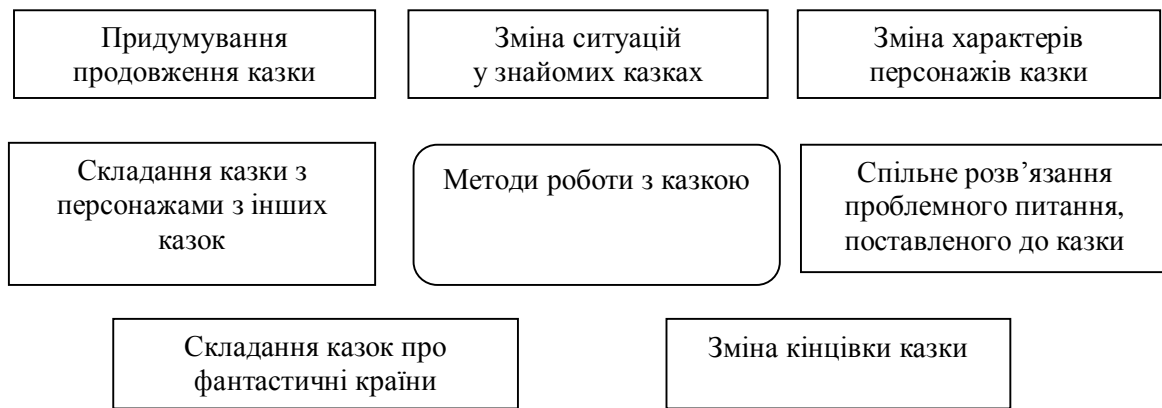 Придумування
продовження казки
Зміна ситуацій
у знайомих казках
Зміна характерів
персонажів казки
Складання казки з
персонажами з інших
казок
Методи роботи з казкою
Спільне розв’язання
проблемного питання,
поставленого до казки
Складання казок про
фантастичні країни
Зміна кінцівки казки